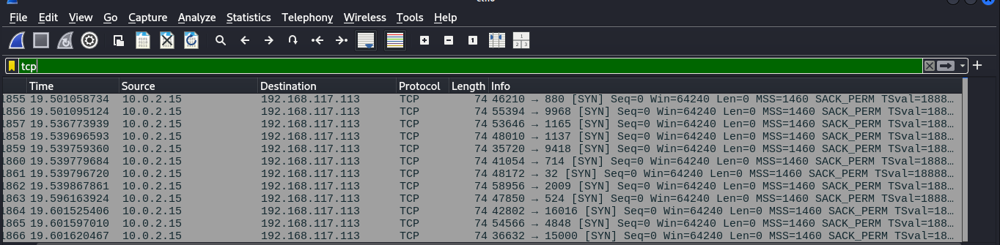 File Edit View Go Capture Analyze Statistics Telephony Wireless Tools Help
tcp
Time Source Destination Protocol Length Info
1855 19.501058734 10.0.2.15 192.168.117.113 TCP 74 46210 → 880 [SYN] Seq=0 Win=64240 Len=0 MSS=1460 SACK_PERM TSval=1888…
1856 19.501095124 10.0.2.15 192.168.117.113 TCP 74 55394 → 9968 [SYN] Seq=0 Win=64240 Len=0 MSS=1460 SACK_PERM TSval=188…
1857 19.536773939 10.0.2.15 192.168.117.113 TCP 74 53646 → 1165 [SYN] Seq=0 Win=64240 Len=0 MSS=1460 SACK_PERM TSval=188…
1858 19.539696593 10.0.2.15 192.168.117.113 TCP 74 48010 → 1137 [SYN] Seq=0 Win=64240 Len=0 MSS=1460 SACK_PERM TSval=188…
1859 19.539759360 10.0.2.15 192.168.117.113 TCP 74 35720 → 9418 [SYN] Seq=0 Win=64240 Len=0 MSS=1460 SACK_PERM TSval=188…
1860 19.539779684 10.0.2.15 192.168.117.113 TCP 74 41054 → 714 [SYN] Seq=0 Win=64240 Len=0 MSS=1460 SACK_PERM TSval=1888…
1861 19.539796720 10.0.2.15 192.168.117.113 TCP 74 48172 → 32 [SYN] Seq=0 Win=64240 Len=0 MSS=1460 SACK_PERM TSval=18888…
1862 19.539867861 10.0.2.15 192.168.117.113 TCP 74 58956 → 2009 [SYN] Seq=0 Win=64240 Len=0 MSS=1460 SACK_PERM TSval=188…
1863 19.596163924 10.0.2.15 192.168.117.113 TCP 74 47850 → 524 [SYN] Seq=0 Win=64240 Len=0 MSS=1460 SACK_PERM TSval=1888…
1864 19.601525406 10.0.2.15 192.168.117.113 TCP 74 42802 → 16016 [SYN] Seq=0 Win=64240 Len=0 MSS=1460 SACK_PERM TSval=18…
1865 19.601597010 10.0.2.15 192.168.117.113 TCP 74 54566 → 4848 [SYN] Seq=0 Win=64240 Len=0 MSS=1460 SACK_PERM TSval=188…
1866 19.601620467 10.0.2.15 192.168.117.113 TCP 74 36632 → 15000 [SYN] Seq=0 Win=64240 Len=0 MSS=1460 SACK_PERM TSval=18…